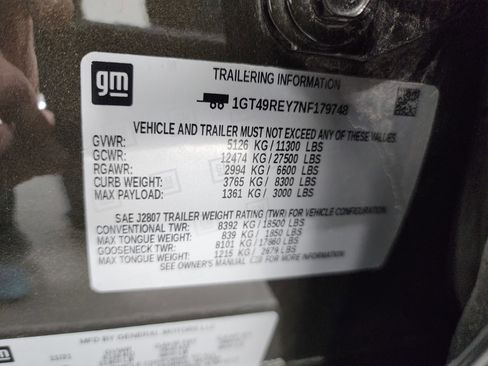 gm
TRAILERING INFORMATION
1GT49REY7NF179748
VEHICLE AND TRAILER MUST NOT EXCEED ANY OF THESE RATINGS.
GVWR: 5126 KG/11300 LBS
GCWR: 12474 KG/27500 LBS
RGAWR: 2994 KG/ 6600 LBS
CURB WEIGHT: 3765 KG/ 8300 LBS
MAX PAYLOAD: 1361 KG/ 3000 LBS
SAE J2807 TRAILER WEIGHT RATING (TWR) FOR VEHICLE CONFIGURATION.
CONVENTIONAL TWR: 8392 KG/18500 LBS
MAX TONGUE WEIGHT: 839 KG/ 1850 LBS
GOOSENECK TWR: 8101 KG/17860 LBS
MAX TONGUE WEIGHT: 1215 KG/ 2679 LBS
SEE OWNER'S MANUAL FOR ADDITIONAL INFORMATION.
gm
MFD BY GENERAL MOTORS LLC